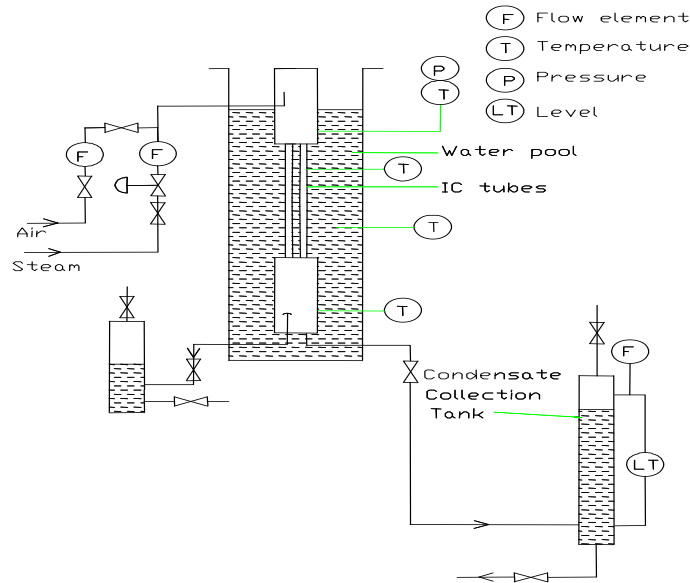 F Flow element
T Temperature
P Pressure
LT Level
P
T
F
F
Water pool
T
IC tubes
Air
T
Steam
T
F
Condensate
Collection
Tank
LT